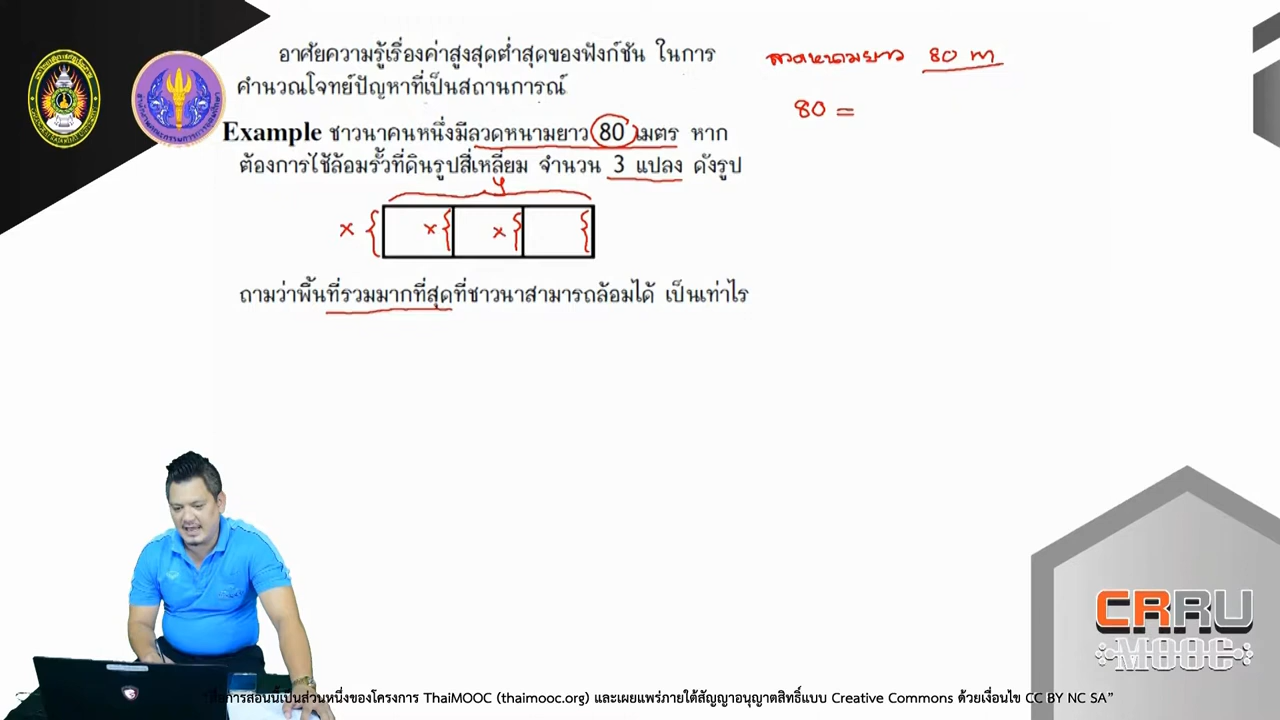 อาศัยความรู้เรื่องค่าสูงสุดต่ำสุดของฟังก์ชัน ในการ
คำนวณโจทย์ปัญหาที่เป็นสถานการณ์
Example ชาวนาคนหนึ่งมีลวดหนามยาว 80 เมตร หาก
ต้องการใช้ล้อมรั้วที่ดินรูปสี่เหลี่ยม จำนวน 3 แปลง ดังรูป
y
x x x
ถามว่าพื้นที่รวมมากที่สุดที่ชาวนาสามารถล้อมได้ เป็นเท่าไร
ลวดหนามยาว 80 m
80 =
CRRU
MOOC
"สื่อการสอนนี้เป็นส่วนหนึ่งของโครงการ ThaiMOOC (thaimooc.org) และเผยแพร่ภายใต้สัญญาอนุญาตสิทธิ์แบบ Creative Commons ด้วยเงื่อนไข CC BY NC SA"